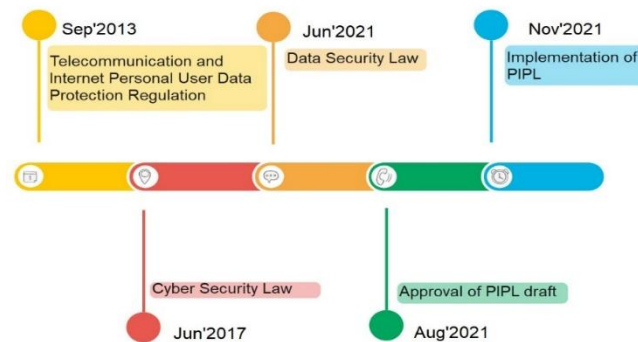 Sep'2013
Telecommunication and
Internet Personal User Data
Protection Regulation
Jun'2021
Data Security Law
Nov'2021
Implementation of
PIPL
Cyber Security Law
Jun'2017
Approval of PIPL draft
Aug'2021